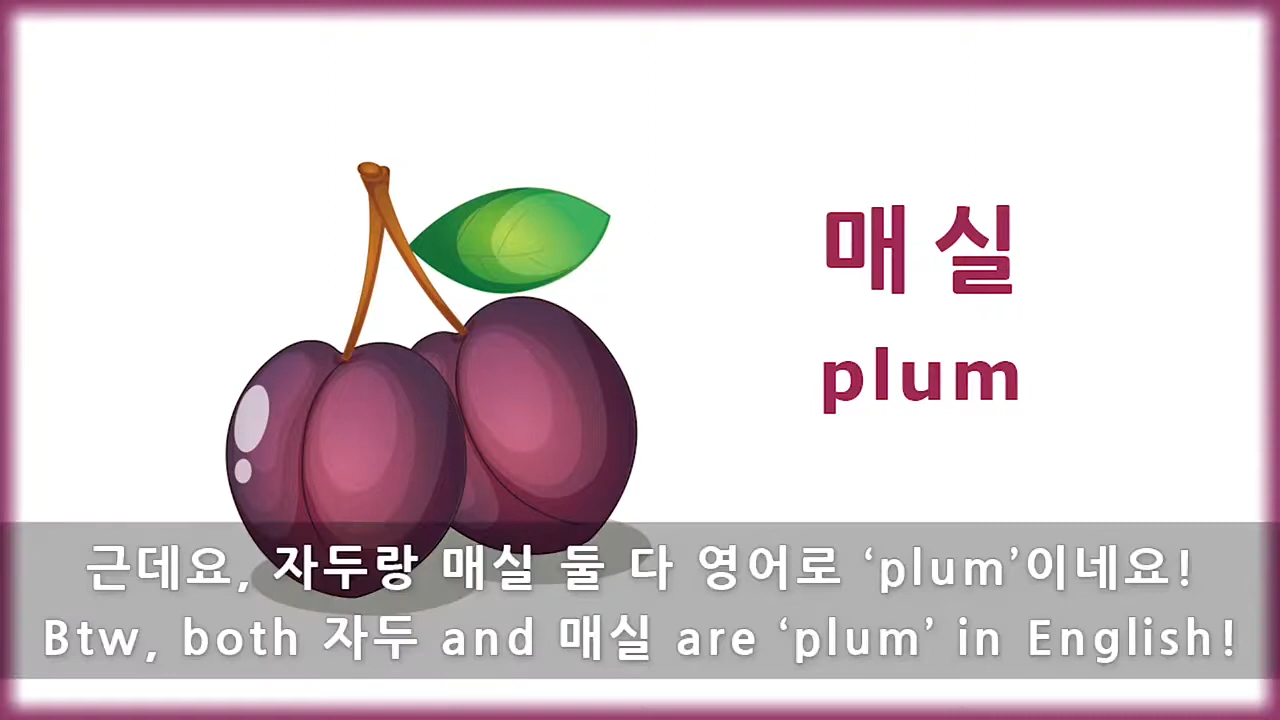 매실
plum
근데요, 자두랑 매실 둘 다 영어로 ‘plum’이네요!
Btw, both 자두 and 매실 are ‘plum’ in English!